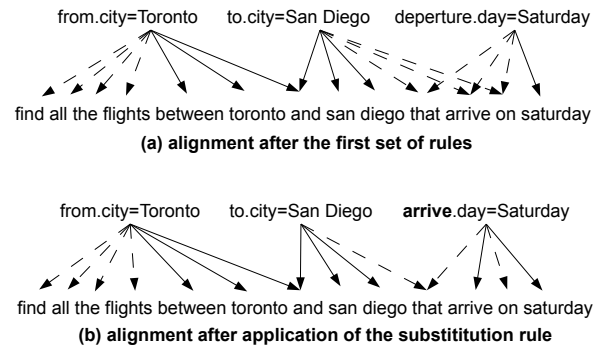 from.city=Toronto to.city=San Diego deperture.day=Saturday
find all the flights between toronto and san diego that arrive on saturday
(a) alignment after the first set of rules
from.city=Toronto to.city=San Diego arrive.day=Saturday
find all the flights between toronto and san diego that arrive on saturday
(b) alignment after application of the substititution rule